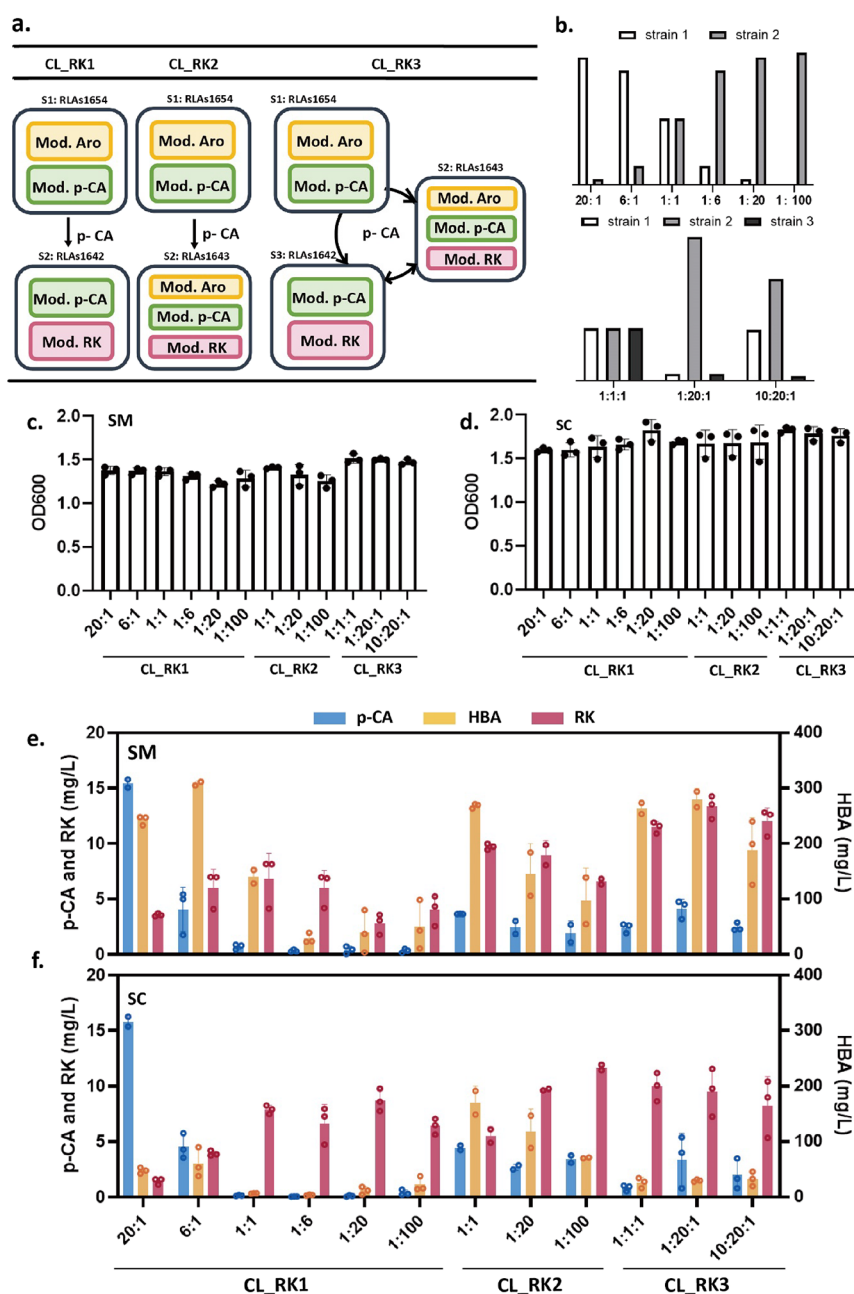 a.
CL_RK1 CL_RK2 CL_RK3
S1: RLAs1654
Mod. Aro
Mod. p-CA
p- CA
S2: RLAs1642
Mod. p-CA
Mod. RK
S1: RLAs1654
Mod. Aro
Mod. p-CA
p- CA
S2: RLAs1643
Mod. Aro
Mod. p-CA
Mod. RK
S1: RLAs1654
Mod. Aro
Mod. p-CA
p- CA
S2: RLAs1643
Mod. Aro
Mod. p-CA
Mod. RK
S3: RLAs1642
Mod. p-CA
Mod. RK
b.
strain 1 strain 2
20: 1 6:1 1:1 1:6 1: 20 1: 100
strain 1 strain 2 strain 3
1:1:1 1:20:1 10:20:1
c.
SM
OD600
2.0
1.5
1.0
0.5
0.0
20:1 6:1 1:1 1:6 1:20 1:100 1:1 1:20 1:100 1:1:1 1:20:1 10:20:1
CL_RK1 CL_RK2 CL_RK3
d.
SC
OD600
2.0
1.5
1.0
0.5
0.0
20:1 6:1 1:1 1:6 1:20 1:100 1:1 1:20 1:100 1:1:1 1:20:1 10:20:1
CL_RK1 CL_RK2 CL_RK3
p-CA HBA RK
e.
SM
p-CA and RK (mg/L)
20
15
10
5
0
HBA (mg/L)
400
300
200
100
0
f.
SC
p-CA and RK (mg/L)
20
15
10
5
0
HBA (mg/L)
400
300
200
100
0
20:1 6:1 1:1 1:6 1:20 1:100 1:1 1:20 1:100 1:1:1 1:20:1 10:20:1
CL_RK1 CL_RK2 CL_RK3